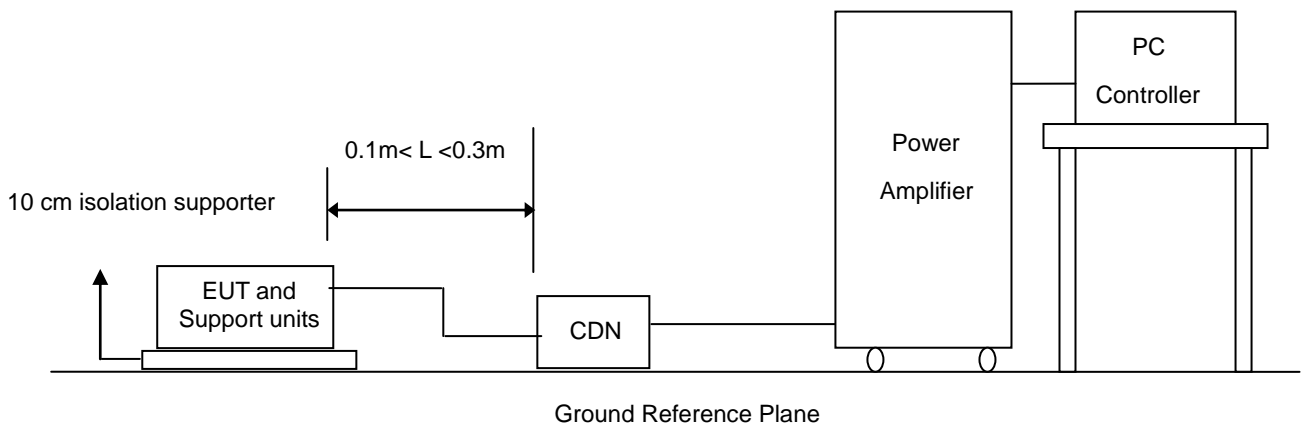 PC
Controller
0.1m< L <0.3m
Power
Amplifier
10 cm isolation supporter
EUT and
Support units
CDN
Ground Reference Plane